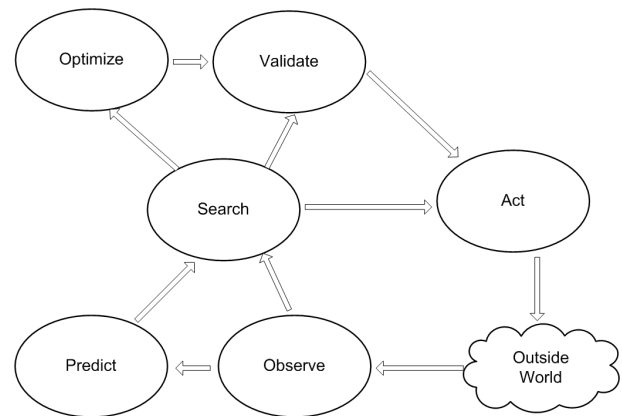 Optimize
Validate
Search
Act
Predict
Observe
Outside
World